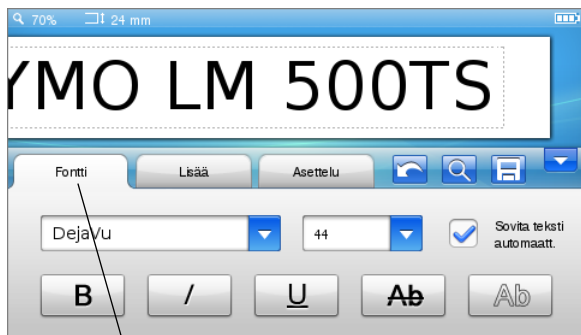 70% 24 mm
YMO LM 500TS
Fontti Lisää Asettelu
DejaVu 44 Sovita teksti
automaatt.
B I U Ab Ab